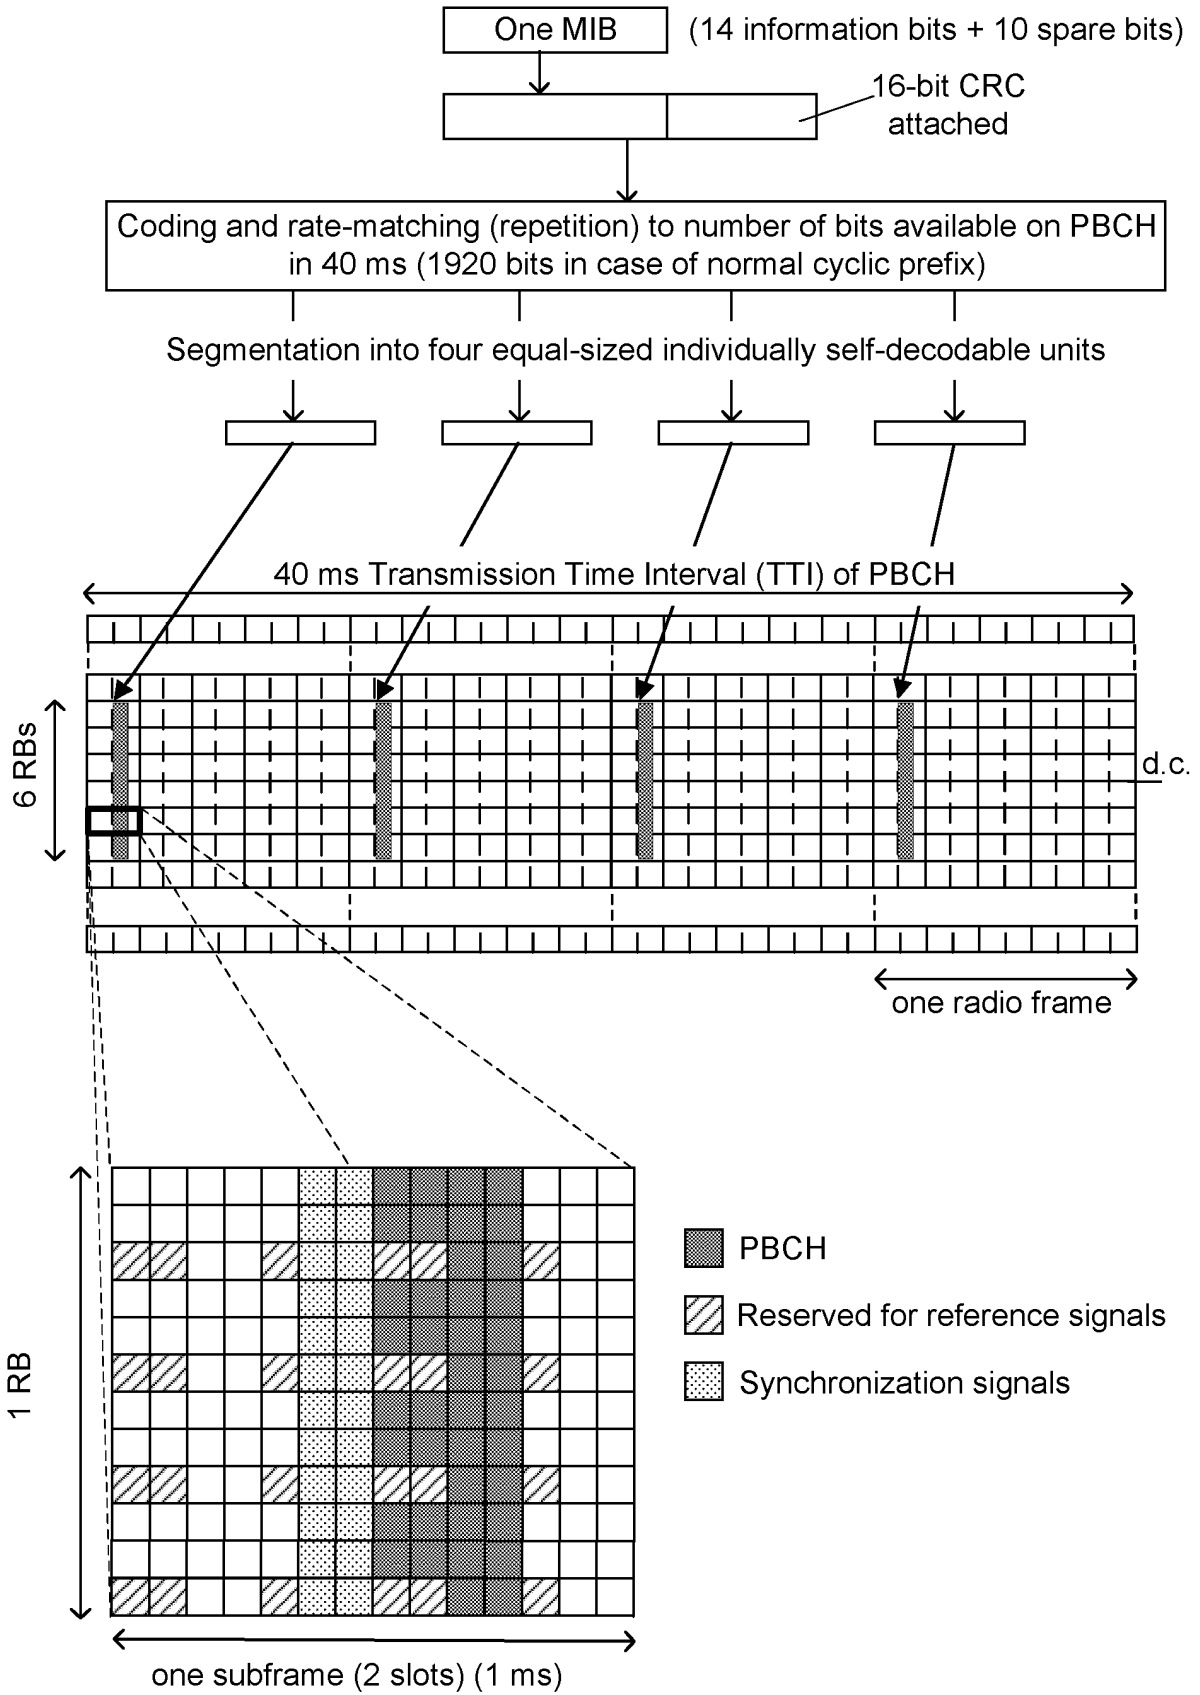 One MIB
(14 information bits + 10 spare bits)
16-bit CRC
attached
Coding and rate-matching (repetition) to number of bits available on PBCH
in 40 ms (1920 bits in case of normal cyclic prefix)
Segmentation into four equal-sized individually self-decodable units
40 ms Transmission Time Interval (TTI) of PBCH
6 RBs
d.c.
one radio frame
1 RB
PBCH
Reserved for reference signals
Synchronization signals
one subframe (2 slots) (1 ms)